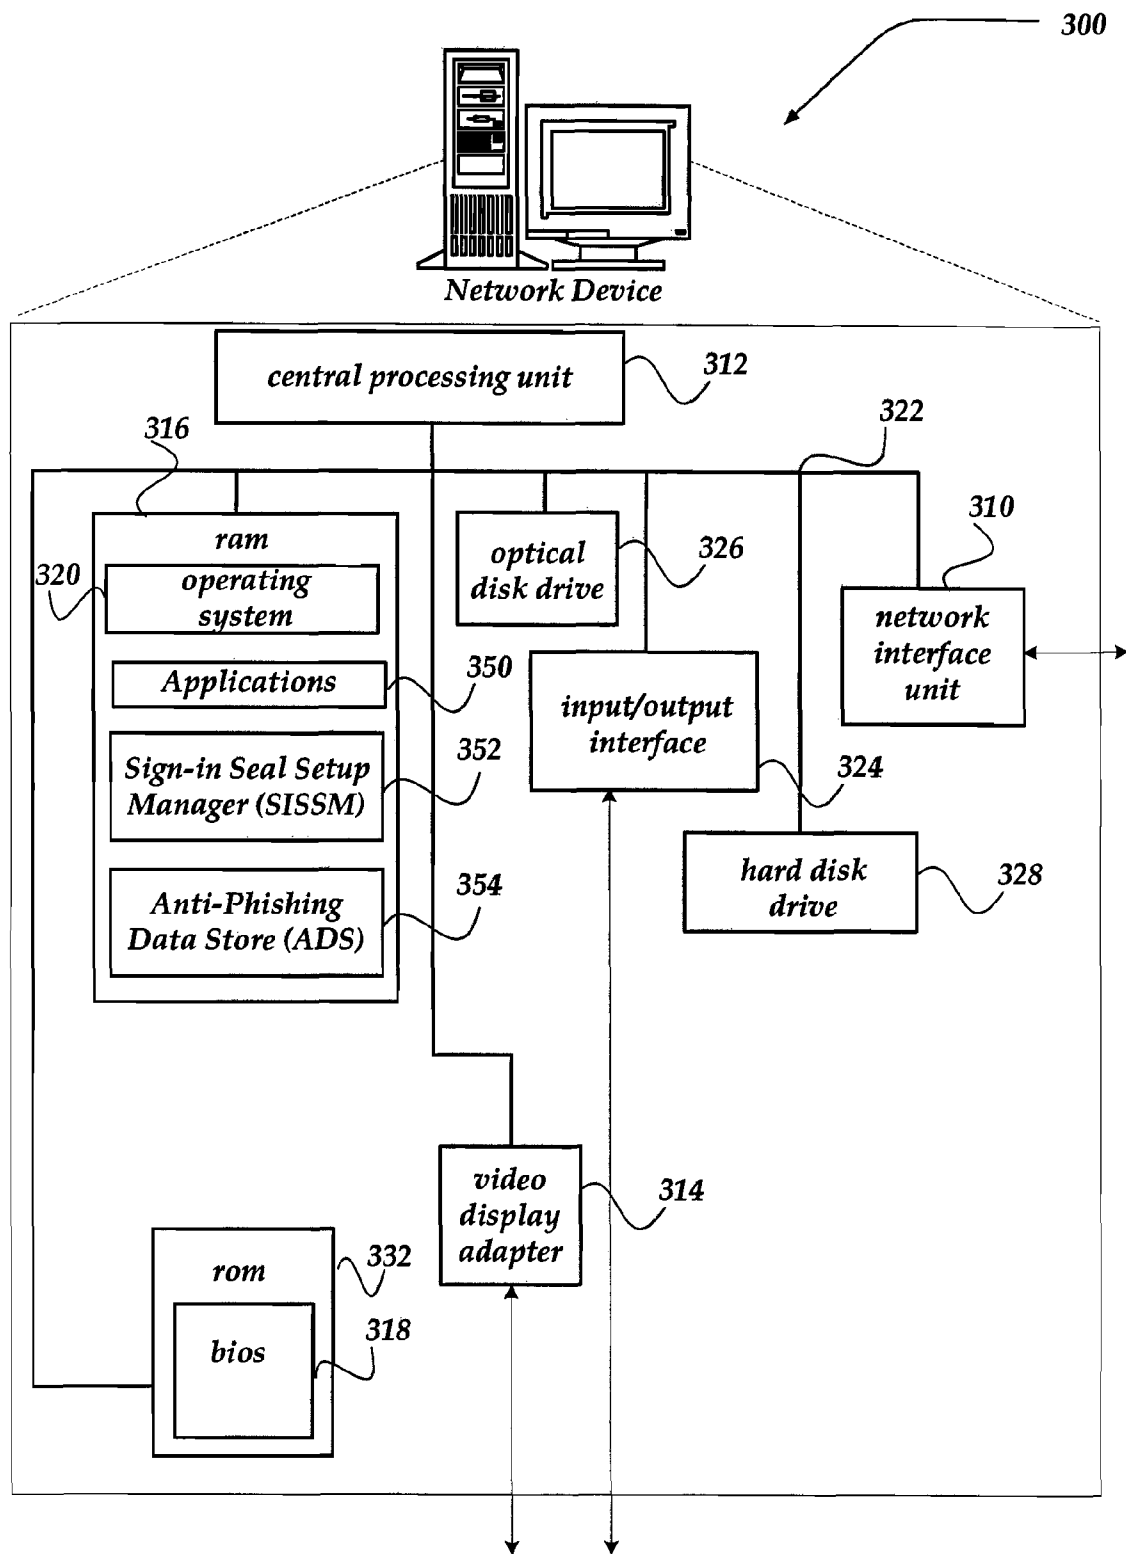 300
Network Device
central processing unit
312
322
316
310
ram
320
operating
system
optical
disk drive
326
network
interface
unit
Applications
350
input/output
interface
324
Sign-in Seal Setup
Manager (SISSM)
352
hard disk
drive
328
Anti-Phishing
Data Store (ADS)
354
video
display
adapter
314
rom
332
bios
318